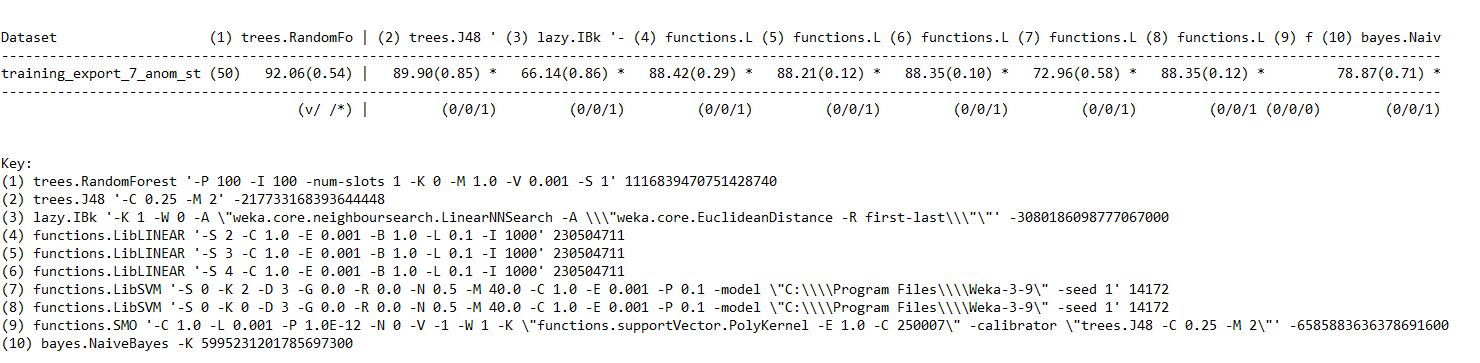 Dataset                   (1) trees.RandomFo | (2) trees.J48 ' (3) lazy.IBk '- (4) functions.L (5) functions.L (6) functions.L (7) functions.L (8) functions.L (9) f (10) bayes.Naiv
training_export_7_anom_st (50)   92.06(0.54) |   89.90(0.85) *   66.14(0.86) *   88.42(0.29) *   88.21(0.12) *   88.35(0.10) *   72.96(0.58) *   88.35(0.12) *         78.87(0.71) *
(v/ /*) |         (0/0/1)         (0/0/1)         (0/0/1)         (0/0/1)         (0/0/1)         (0/0/1)         (0/0/1 (0/0/0)        (0/0/1)
Key:
(1) trees.RandomForest '-P 100 -I 100 -num-slots 1 -K 0 -M 1.0 -V 0.001 -S 1' 1116839470751428740
(2) trees.J48 '-C 0.25 -M 2' -217733168393644448
(3) lazy.IBk '-K 1 -W 0 -A \"weka.core.neighboursearch.LinearNNSearch -A \\\"weka.core.EuclideanDistance -R first-last\\\"\"' -3080186098777067000
(4) functions.LibLINEAR '-S 2 -C 1.0 -E 0.001 -B 1.0 -L 0.1 -I 1000' 230504711
(5) functions.LibLINEAR '-S 3 -C 1.0 -E 0.001 -B 1.0 -L 0.1 -I 1000' 230504711
(6) functions.LibLINEAR '-S 4 -C 1.0 -E 0.001 -B 1.0 -L 0.1 -I 1000' 230504711
(7) functions.LibSVM '-S 0 -K 2 -D 3 -G 0.0 -R 0.0 -N 0.5 -M 40.0 -C 1.0 -E 0.001 -P 0.1 -model \"C:\\\\Program Files\\\\Weka-3-9\" -seed 1' 14172
(8) functions.LibSVM '-S 0 -K 0 -D 3 -G 0.0 -R 0.0 -N 0.5 -M 40.0 -C 1.0 -E 0.001 -P 0.1 -model \"C:\\\\Program Files\\\\Weka-3-9\" -seed 1' 14172
(9) functions.SMO '-C 1.0 -L 0.001 -P 1.0E-12 -N 0 -V -1 -W 1 -K \"functions.supportVector.PolyKernel -E 1.0 -C 250007\" -calibrator \"trees.J48 -C 0.25 -M 2\"' -6585883636378691600
(10) bayes.NaiveBayes -K 5995231201785697300